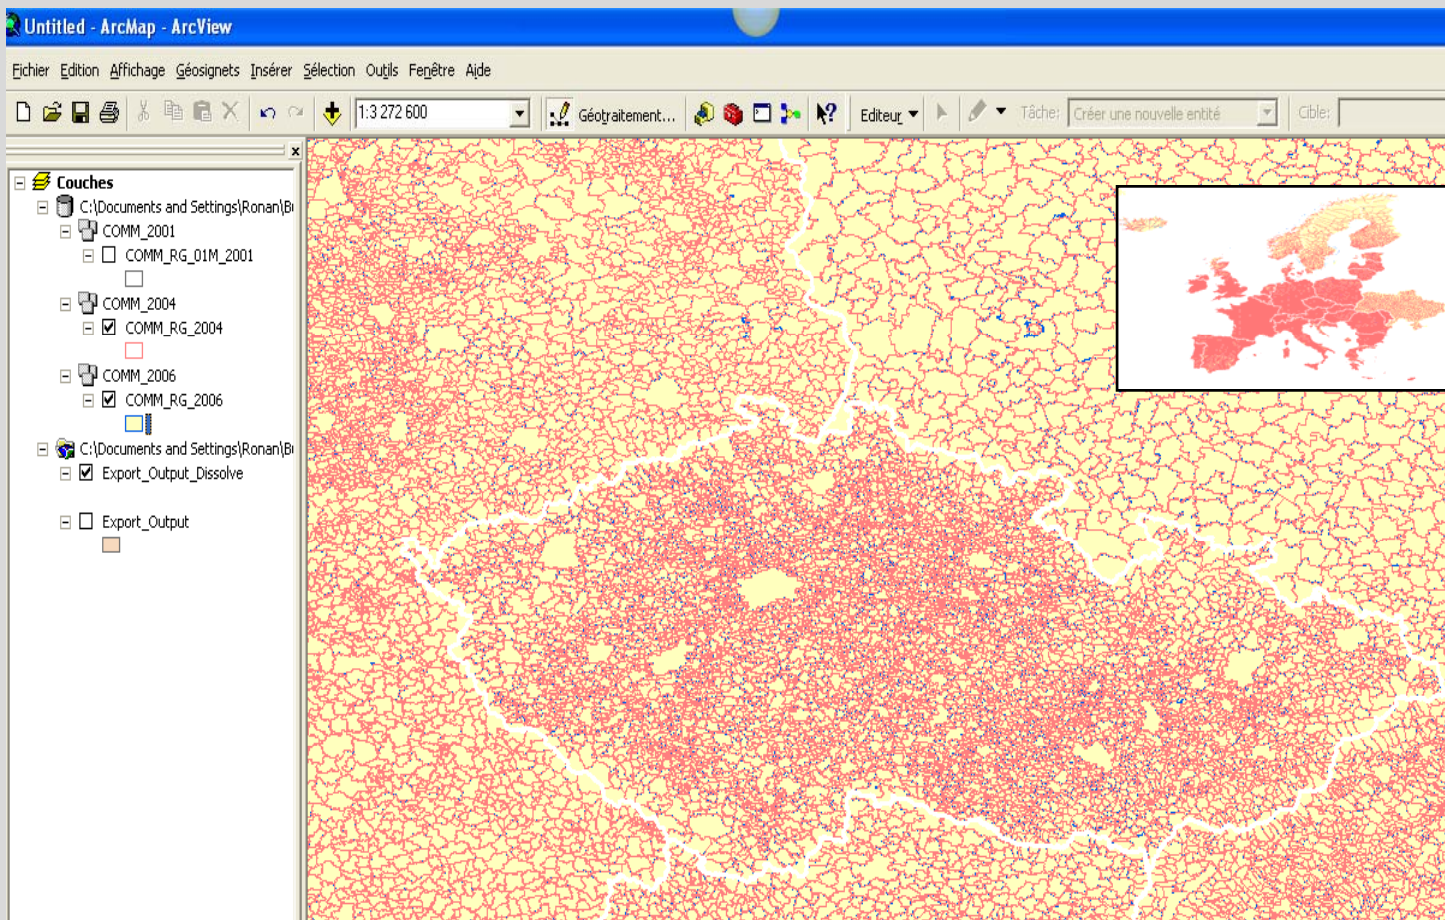 Untitled - ArcMap - ArcView
Fichier Edition Affichage Géosignets Insérer Sélection Outils Fenêtre Aide
1:3 272 600 Géotraitement... Editeur Tâche: Créer une nouvelle entité Cible:
Couches
C:\Documents and Settings\Ronan\B
COMM_2001
COMM_RG_01M_2001
COMM_2004
COMM_RG_2004
COMM_2006
COMM_RG_2006
C:\Documents and Settings\Ronan\B
Export_Output_Dissolve
Export_Output